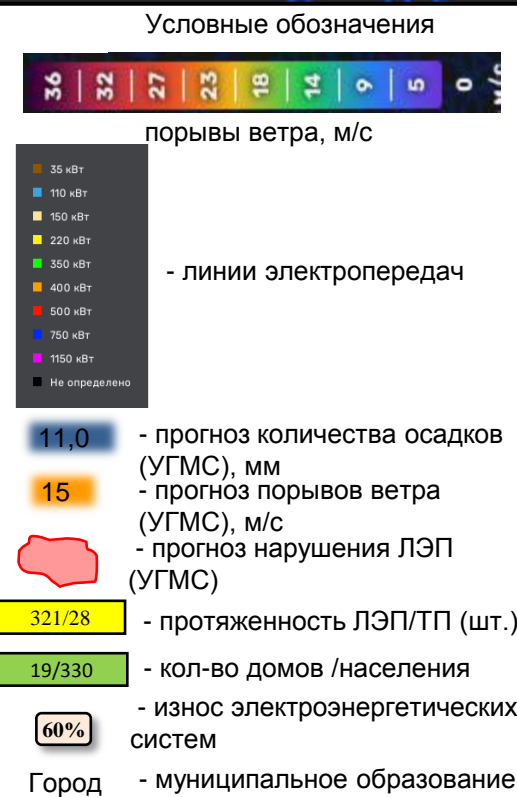 Условные обозначения
36 | 32 | 27 | 23 | 18 | 14 | 9 | 5 0 м/с
порывы ветра, м/с
35 кВт
110 кВт
150 кВт
220 кВт
350 кВт
400 кВт
500 кВт
750 кВт
1150 кВт
Не определено
- линии электропередач
11,0 - прогноз количества осадков
(УГМС), мм
15 - прогноз порывов ветра
(УГМС), м/с
- прогноз нарушения ЛЭП
(УГМС)
321/28 - протяженность ЛЭП/ТП (шт.)
19/330 - кол-во домов /населения
60% - износ электроэнергетических
систем
Город - муниципальное образование